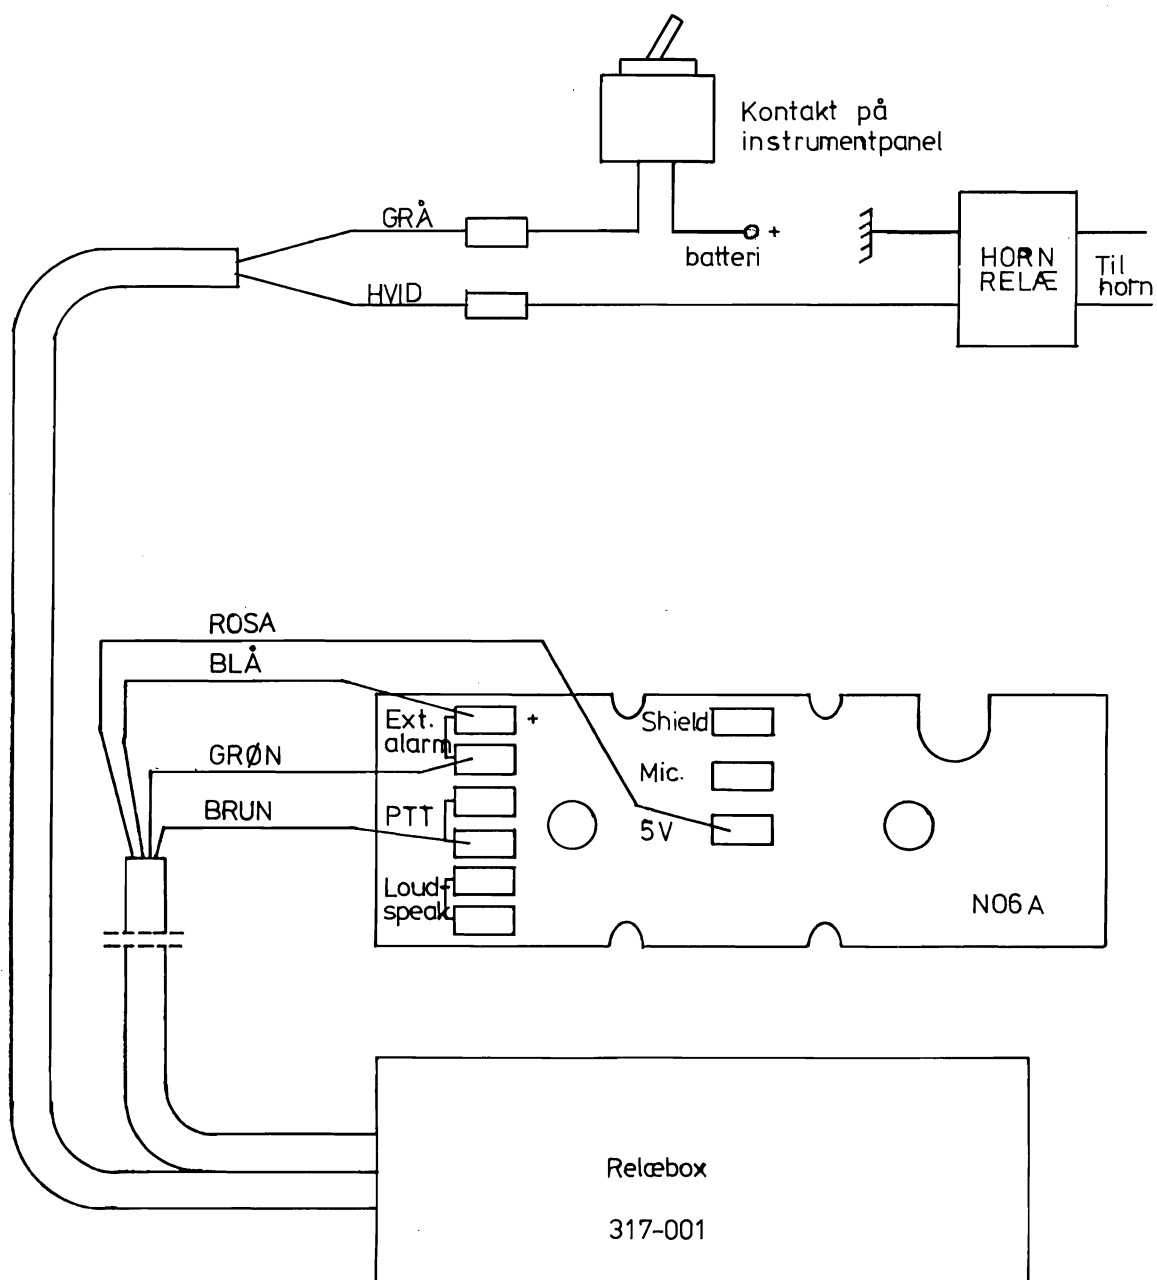 Kontakt på
instrumentpanel
GRÅ
batteri
+
HVID
HORN
RELÆ
Til
horn
ROSA
BLÅ
GRØN
BRUN
Ext.
alarm
+
PTT
Loud-
speak.
Shield
Mic.
5V
NO6A
Relæbox
317-001